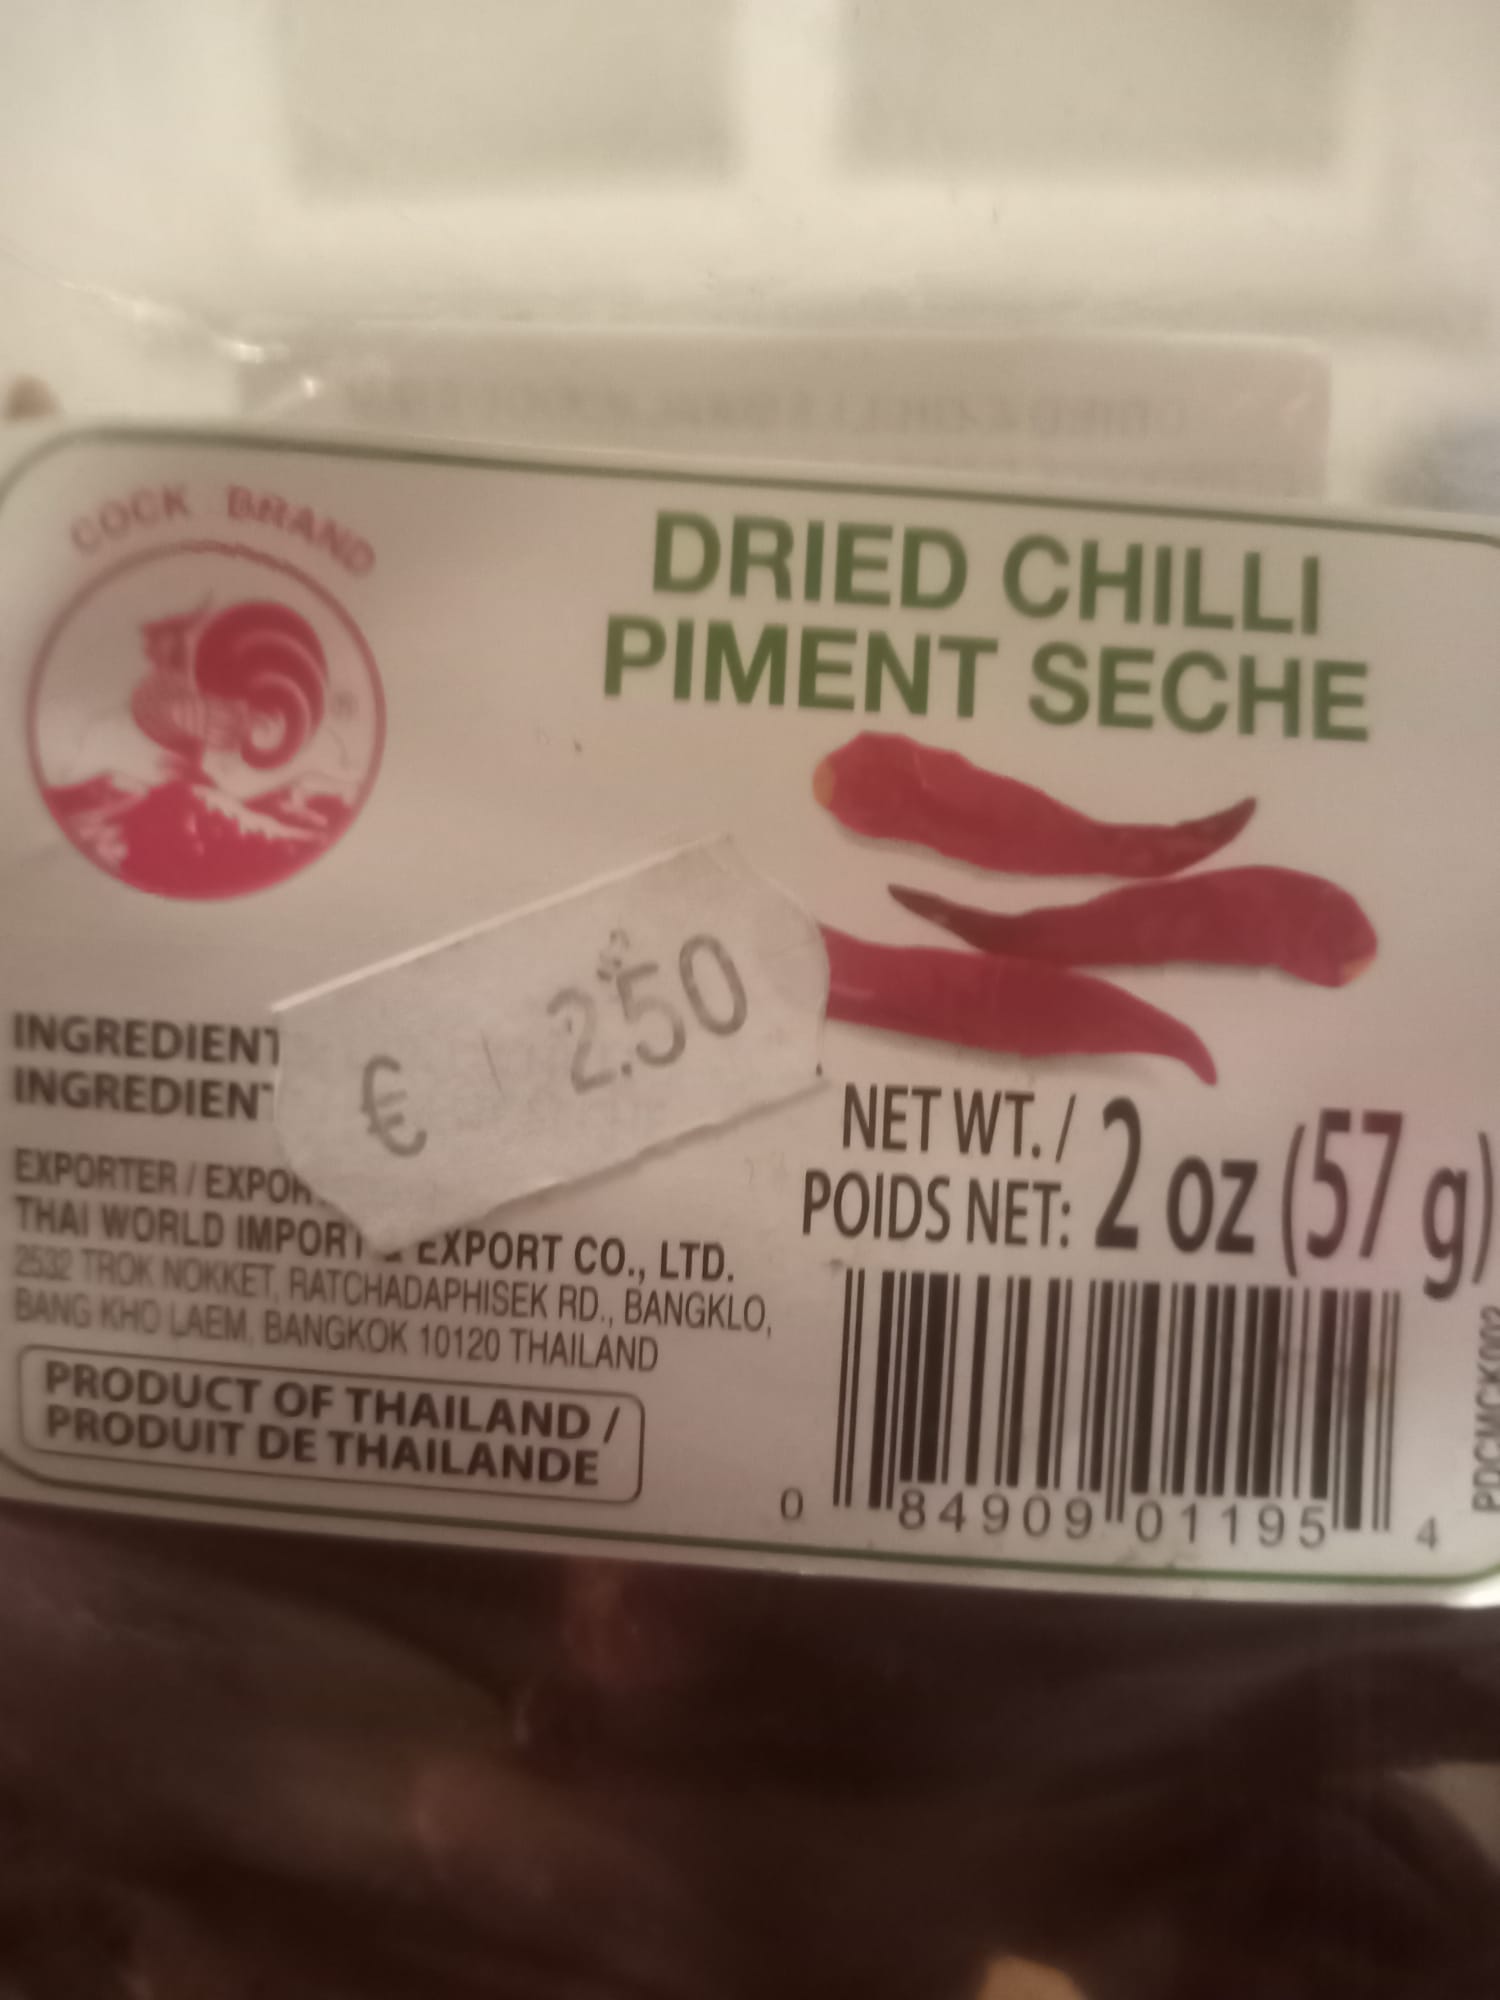 COCK BRAND
DRIED CHILLI
PIMENT SECHE
€ 2.50
INGREDIENT
INGREDIENT
EXPORTER / EXPOR
THAI WORLD IMPORT & EXPORT CO., LTD.
2532 TROK NOKKET, RATCHADAPHISEK RD., BANGKLO,
BANG KHO LAEM, BANGKOK 10120 THAILAND
PRODUCT OF THAILAND /
PRODUIT DE THAILANDE
NET WT. /
POIDS NET: 2 oz (57 g)
0 84909 01195 4
PDCMCK002